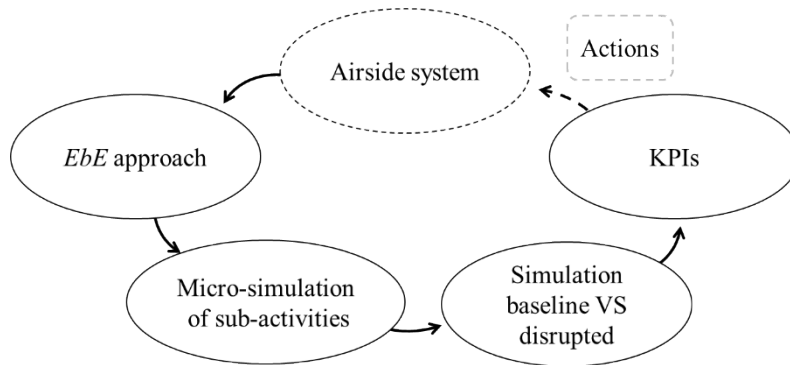 Actions
Airside system
EbE approach
KPIs
Micro-simulation
of sub-activities
Simulation
baseline VS
disrupted